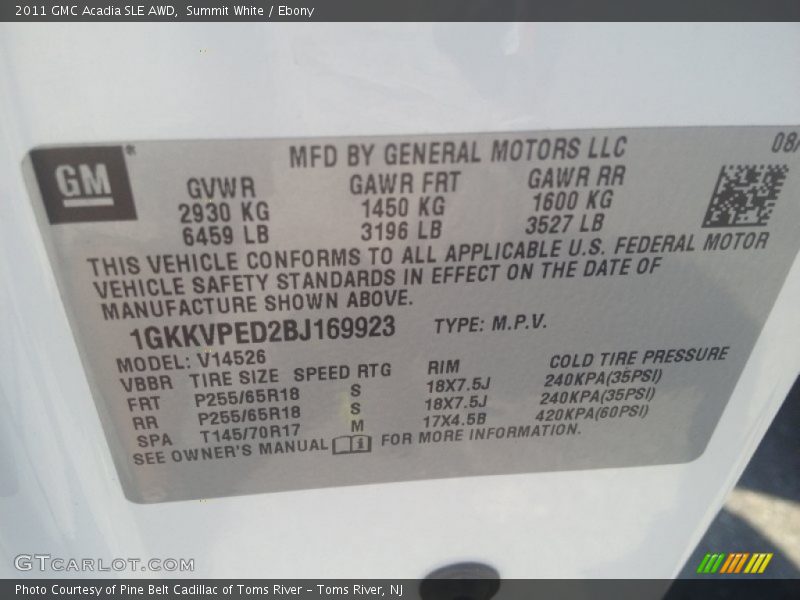 2011 GMC Acadia SLE AWD, Summit White / Ebony
GM
MFD BY GENERAL MOTORS LLC
08/
GVWR GAWR FRT GAWR RR
2930 KG 1450 KG 1600 KG
6459 LB 3196 LB 3527 LB
THIS VEHICLE CONFORMS TO ALL APPLICABLE U.S. FEDERAL MOTOR
VEHICLE SAFETY STANDARDS IN EFFECT ON THE DATE OF
MANUFACTURE SHOWN ABOVE.
1GKKVPED2BJ169923 TYPE: M.P.V.
MODEL: V14526
VBBR TIRE SIZE SPEED RTG RIM COLD TIRE PRESSURE
FRT P255/65R18 S 18X7.5J 240KPA(35PSI)
RR P255/65R18 S 18X7.5J 240KPA(35PSI)
SPA T145/70R17 M 17X4.5B 420KPA(60PSI)
SEE OWNER'S MANUAL i FOR MORE INFORMATION.
GTCARLOT.COM
Photo Courtesy of Pine Belt Cadillac of Toms River – Toms River, NJ